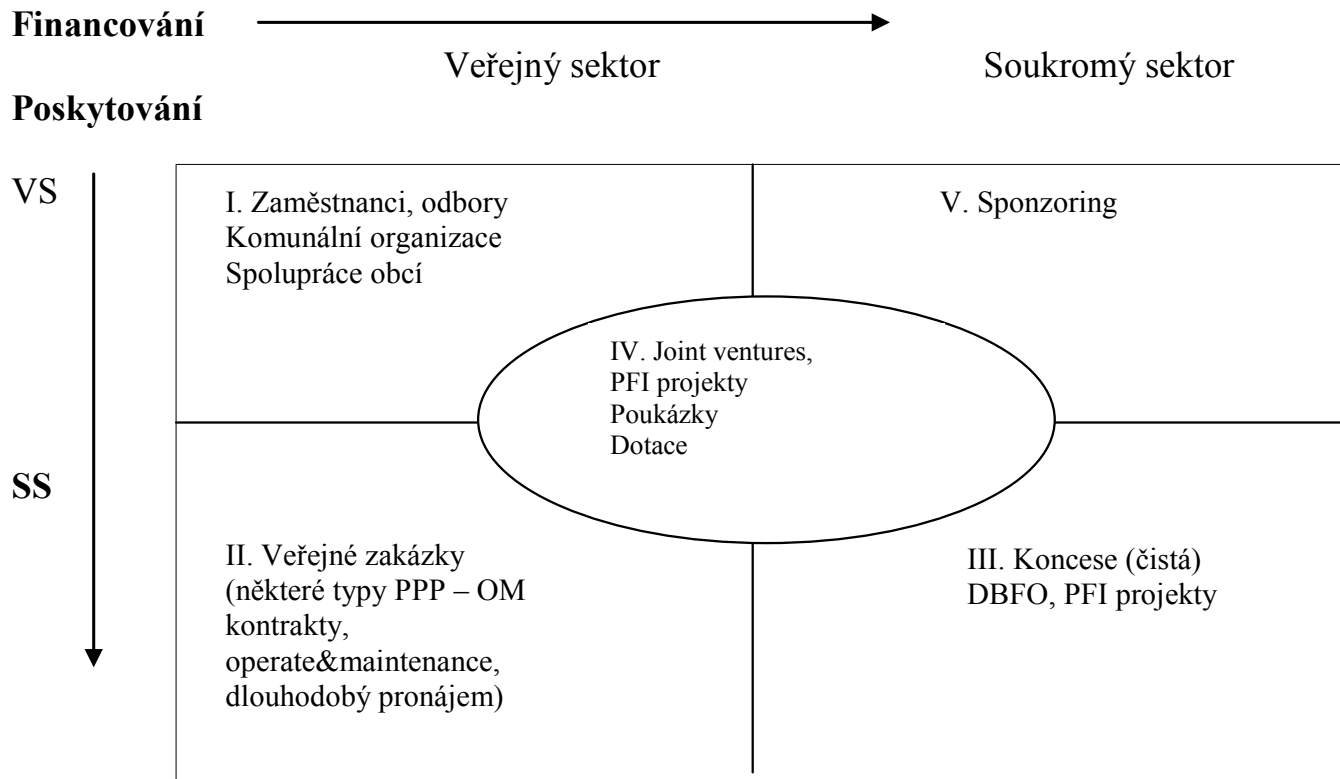 Financování
Veřejný sektor
Soukromý sektor
Poskytování
VS
I. Zaměstnanci, odbory
Komunální organizace
Spolupráce obcí
V. Sponzoring
IV. Joint ventures,
PFI projekty
Poukázky
Dotace
SS
II. Veřejné zakázky
(některé typy PPP – OM
kontrakty,
operate&maintenance,
dlouhodobý pronájem)
III. Koncese (čistá)
DBFO, PFI projekty